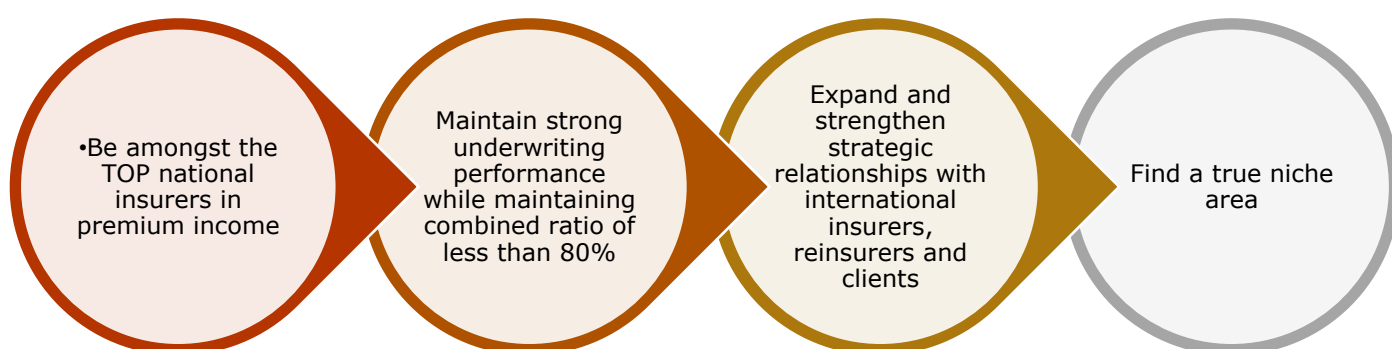 •Be amongst the
TOP national
insurers in
premium income
Maintain strong
underwriting
performance
while maintaining
combined ratio of
less than 80%
Expand and
strengthen
strategic
relationships with
international
insurers,
reinsurers and
clients
Find a true niche
area